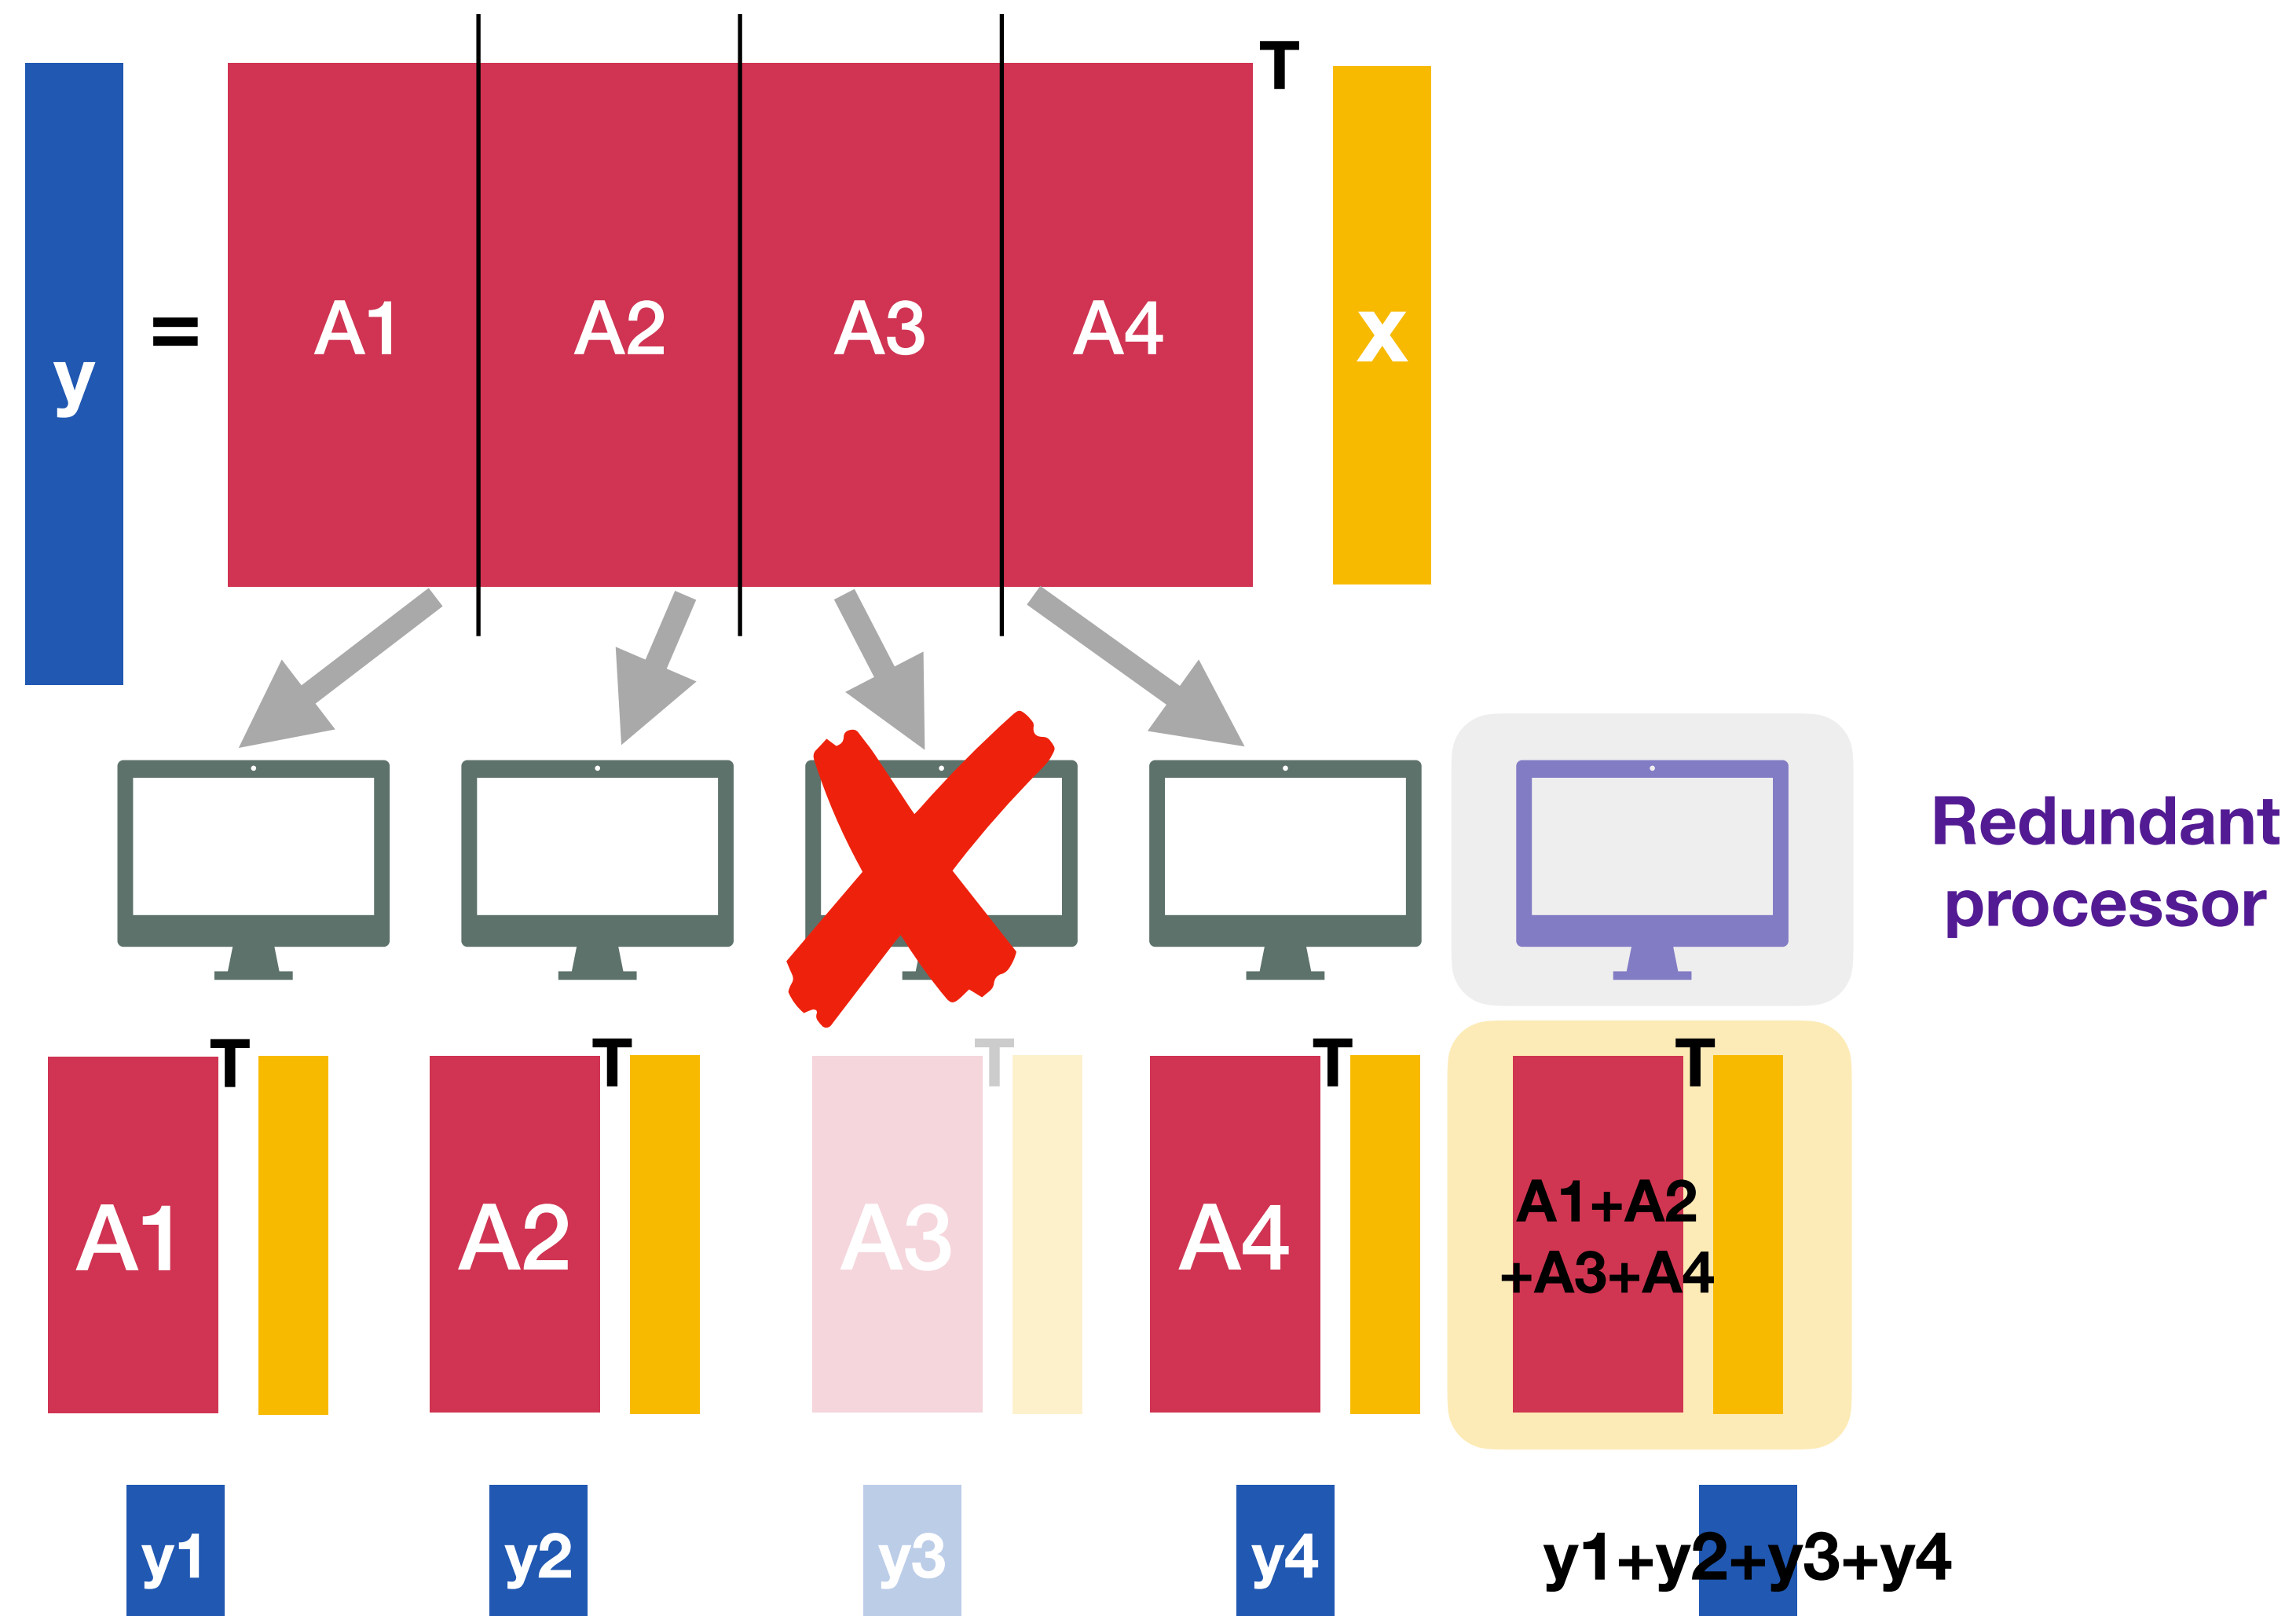 T
y = A1 A2 A3 A4 x
Redundant
processor
T T T T T
A1 A2 A3 A4 A1+A2
+A3+A4
y1 y2 y3 y4 y1+y2+y3+y4